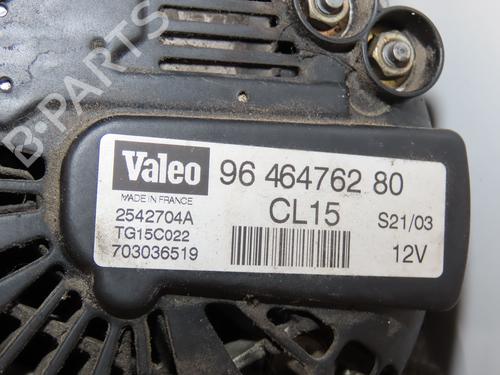 Valeo 96 464762 80
MADE IN FRANCE
CL15
2542704A
S21/03
TG15C022
12V
703036519
B-PARTS